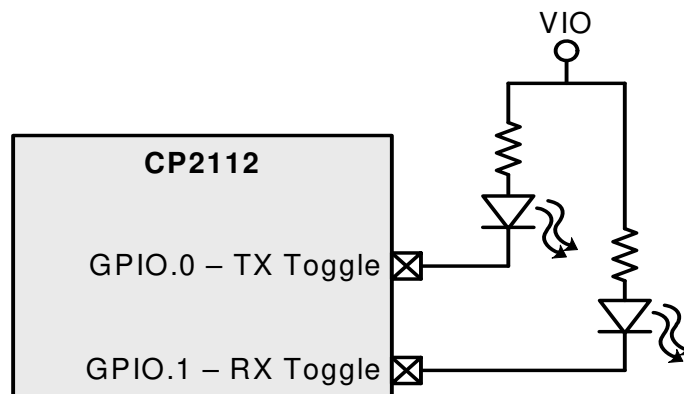 VIO
CP2112
GPIO.0 – TX Toggle
GPIO.1 – RX Toggle